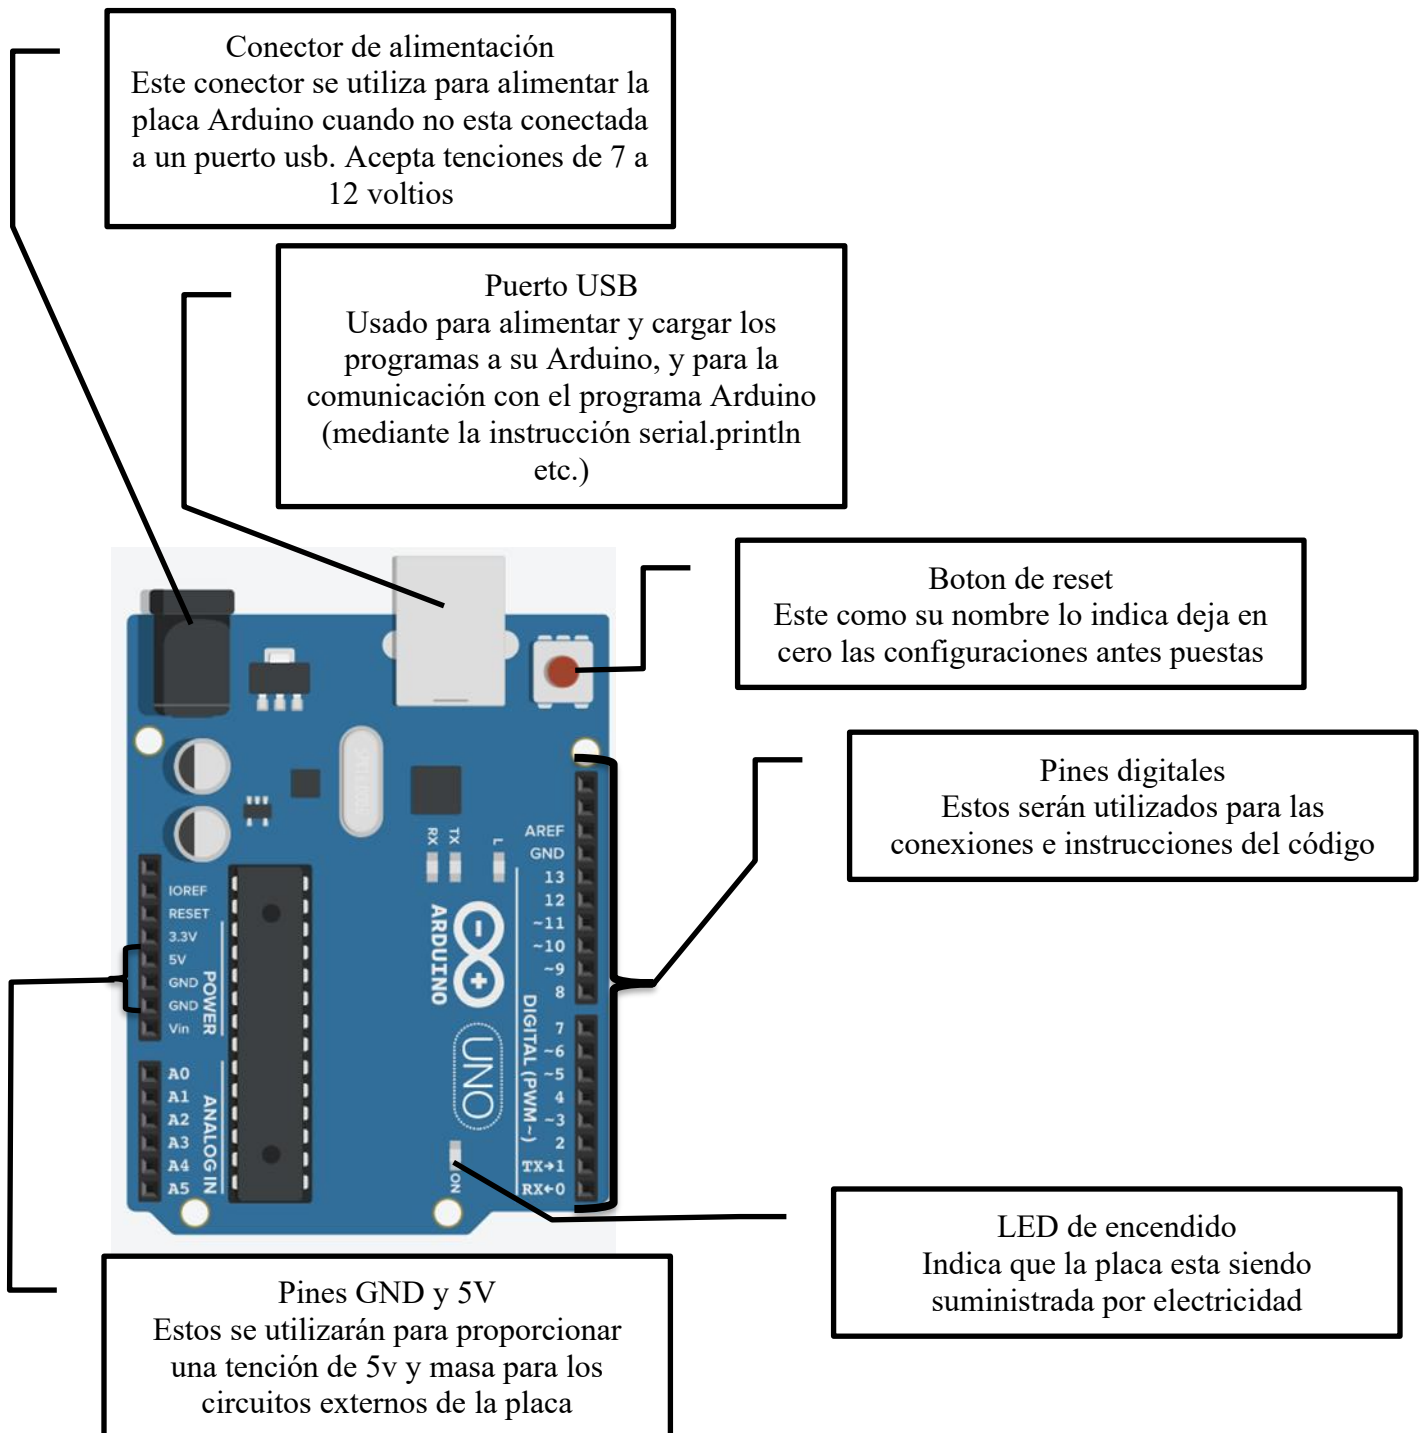 Conector de alimentación
Este conector se utiliza para alimentar la
placa Arduino cuando no esta conectada
a un puerto usb. Acepta tenciones de 7 a
12 voltios
Puerto USB
Usado para alimentar y cargar los
programas a su Arduino, y para la
comunicación con el programa Arduino
(mediante la instrucción serial.println
etc.)
Boton de reset
Este como su nombre lo indica deja en
cero las configuraciones antes puestas
Pines digitales
Estos serán utilizados para las
conexiones e instrucciones del código
RX
TX
L
AREF
GND
13
12
~11
~10
~9
8
7
~6
~5
4
~3
2
TX→1
RX←0
DIGITAL (PWM~)
ARDUINO
UNO
ON
IOREF
RESET
3.3V
5V
GND
GND
Vin
POWER
A0
A1
A2
A3
A4
A5
ANALOG IN
LED de encendido
Indica que la placa esta siendo
suministrada por electricidad
Pines GND y 5V
Estos se utilizarán para proporcionar
una tención de 5v y masa para los
circuitos externos de la placa